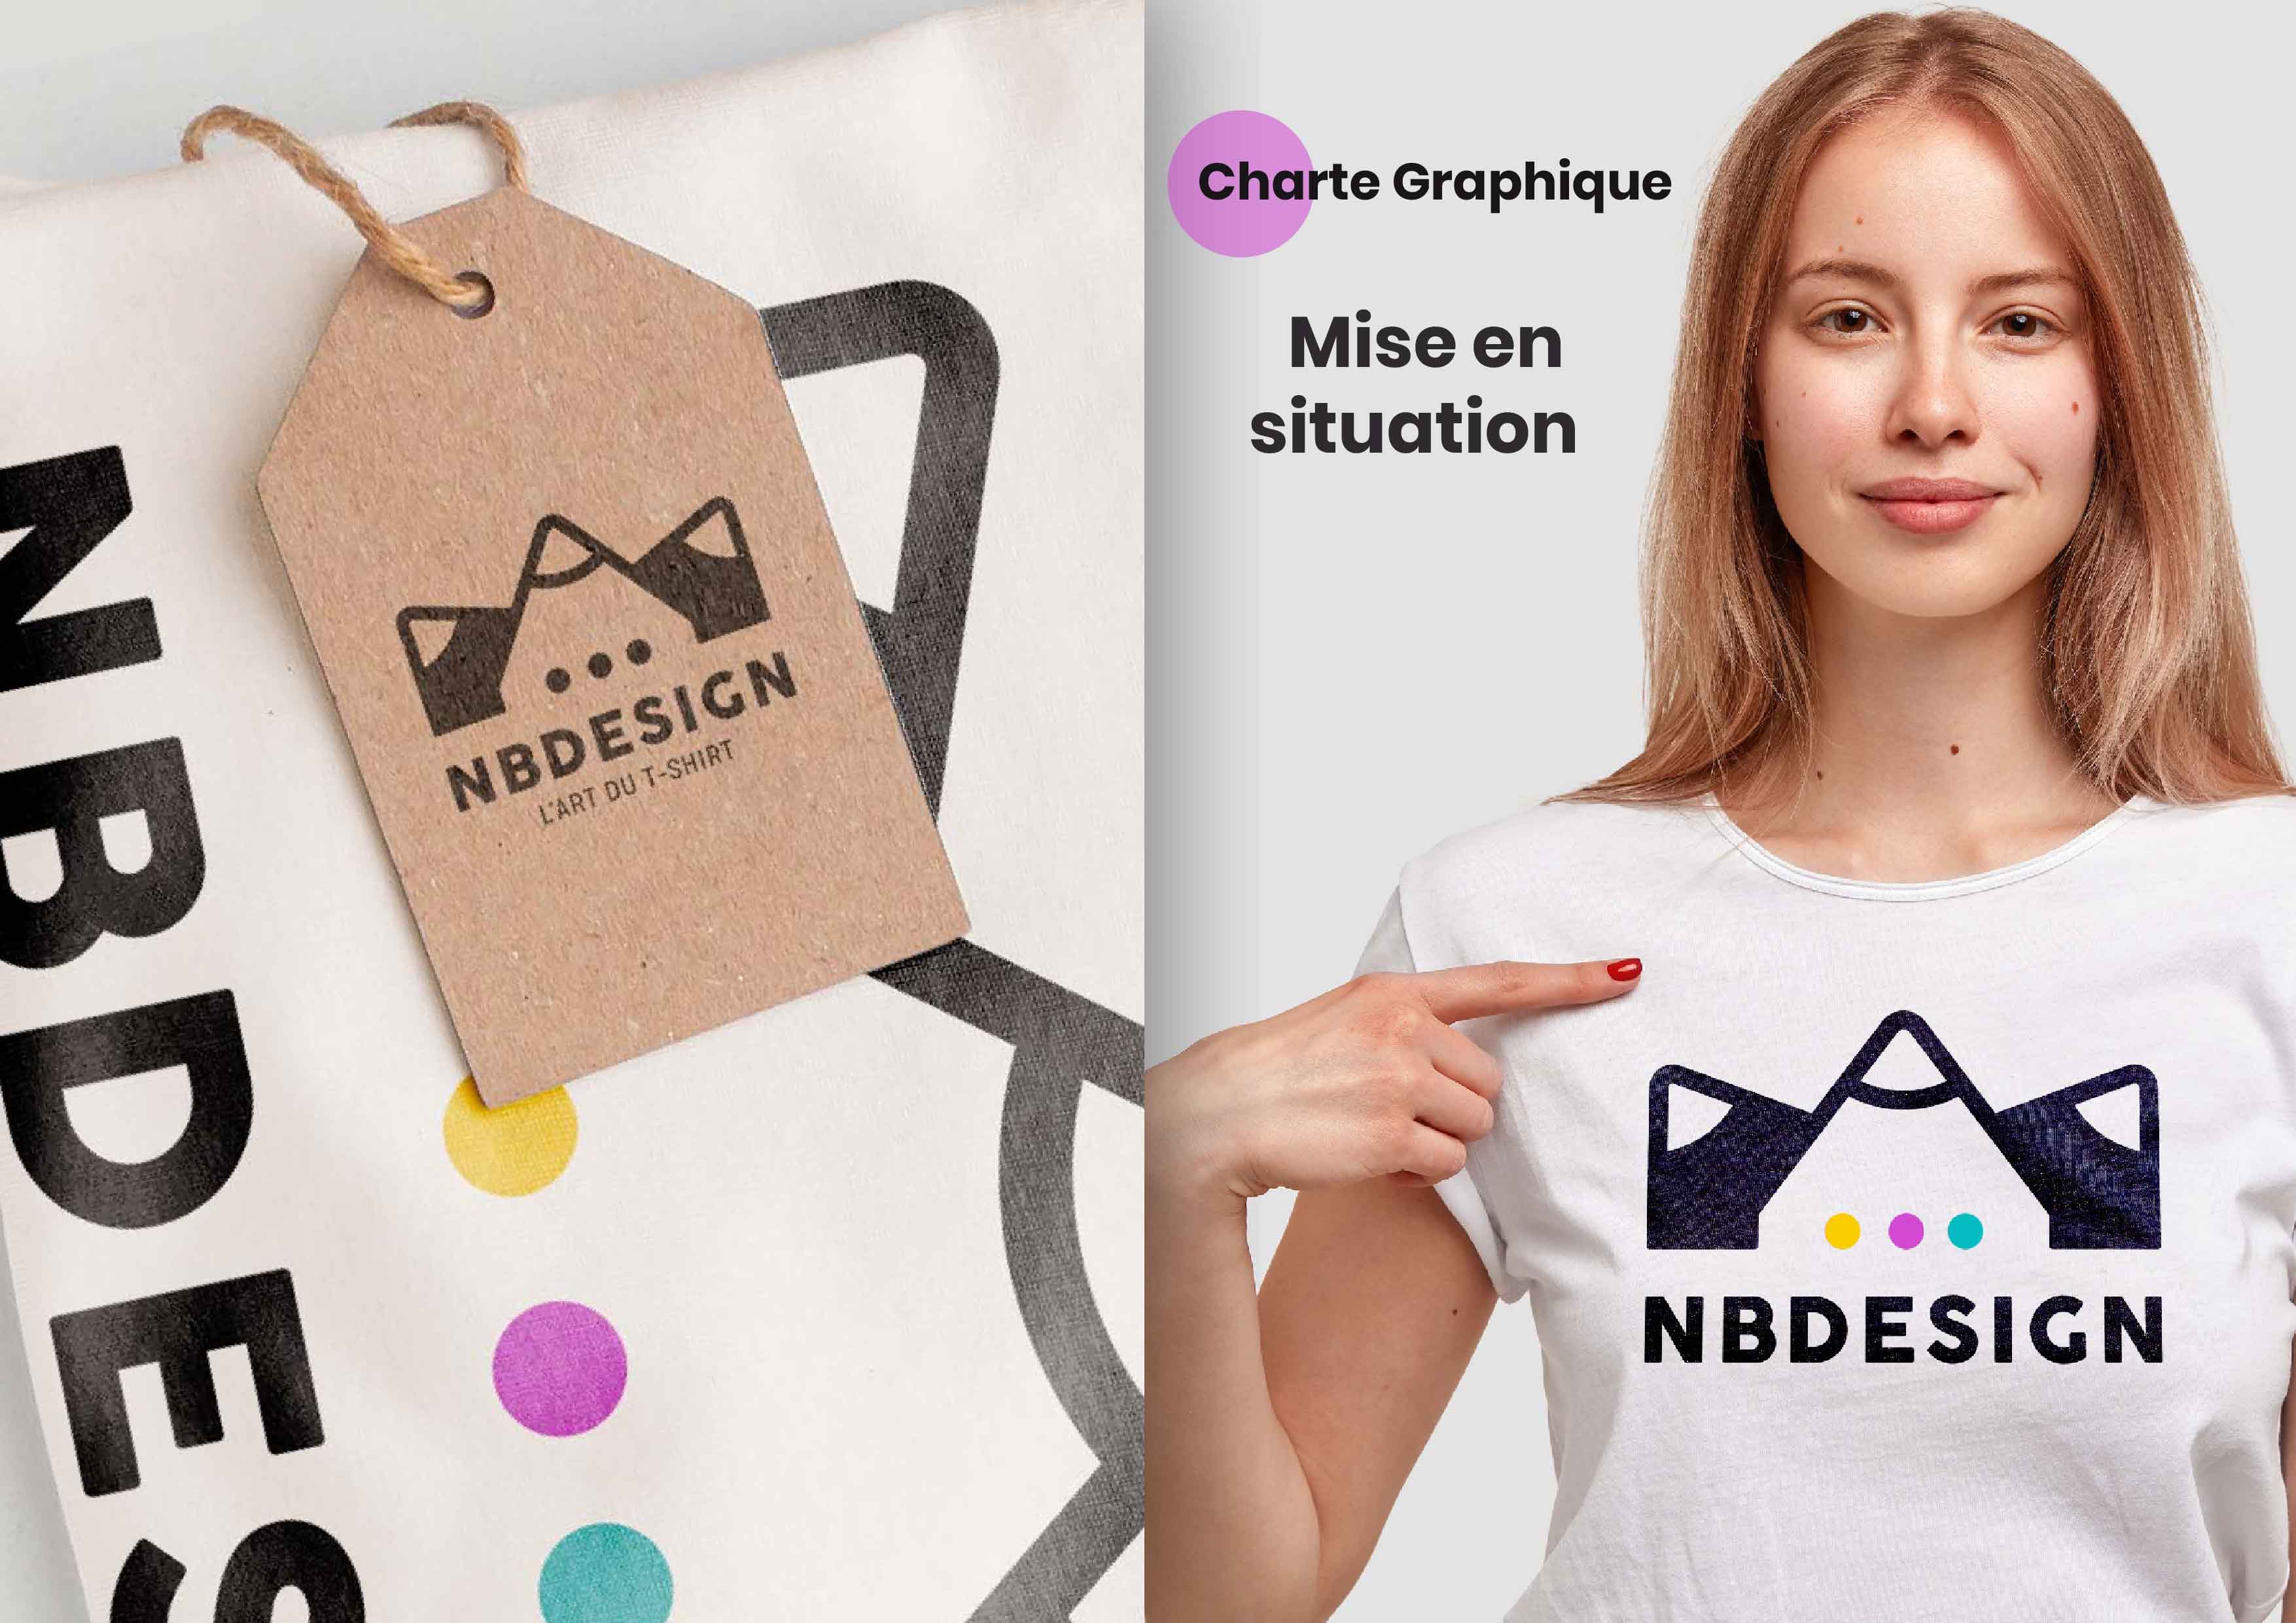 NBDESIGN
L'ART DU T-SHIRT
NBDES
Charte Graphique
Mise en
situation
NBDESIGN